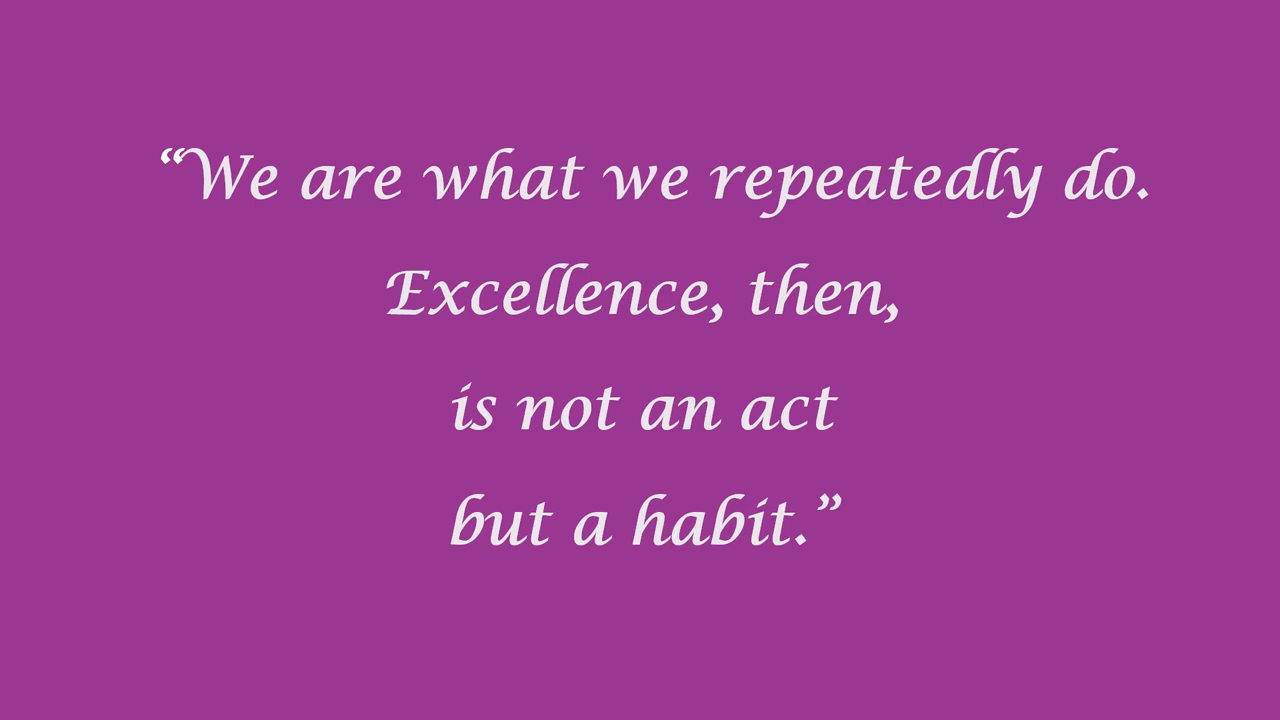 “We are what we repeatedly do.
Excellence, then,
is not an act
but a habit.”